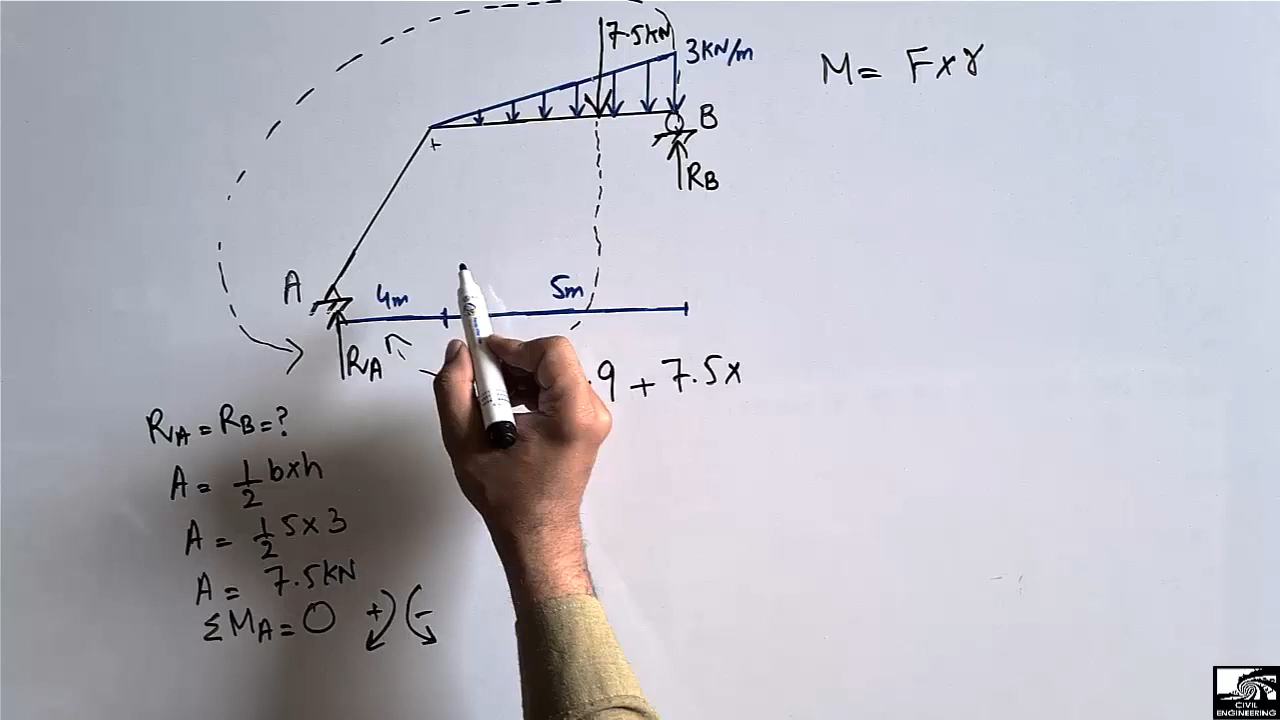 7.5KN
3KN/m
M = F x r
B
RB
A
4m
5m
RA
.9 + 7.5x
RA = RB = ?
A = 1/2 b x h
A = 1/2 5 x 3
A = 7.5KN
ΣMA = 0 + -
CIVIL
ENGINEERING